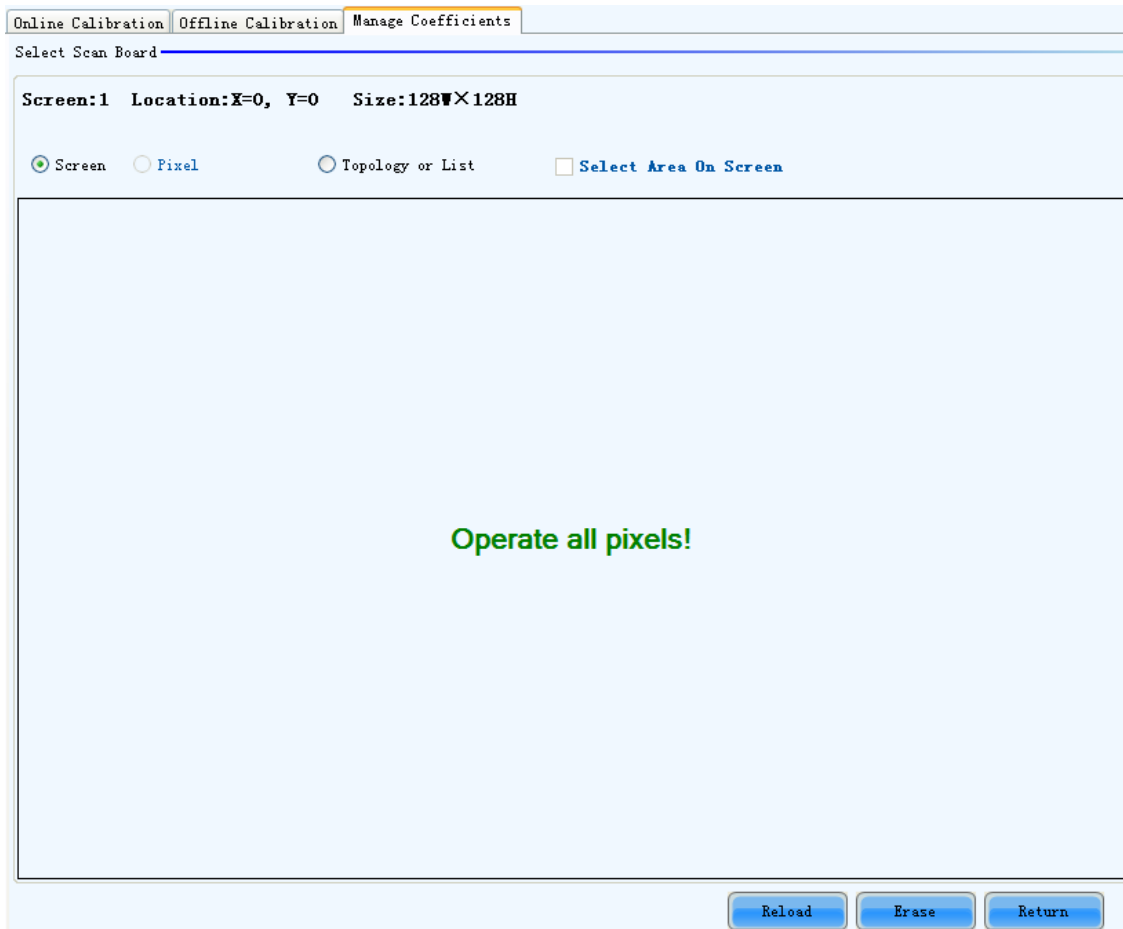 Online Calibration Offline Calibration Manage Coefficients
Select Scan Board
Screen:1 Location:X=0, Y=0 Size:128W×128H
Screen Pixel Topology or List Select Area On Screen
Operate all pixels!
Reload Erase Return